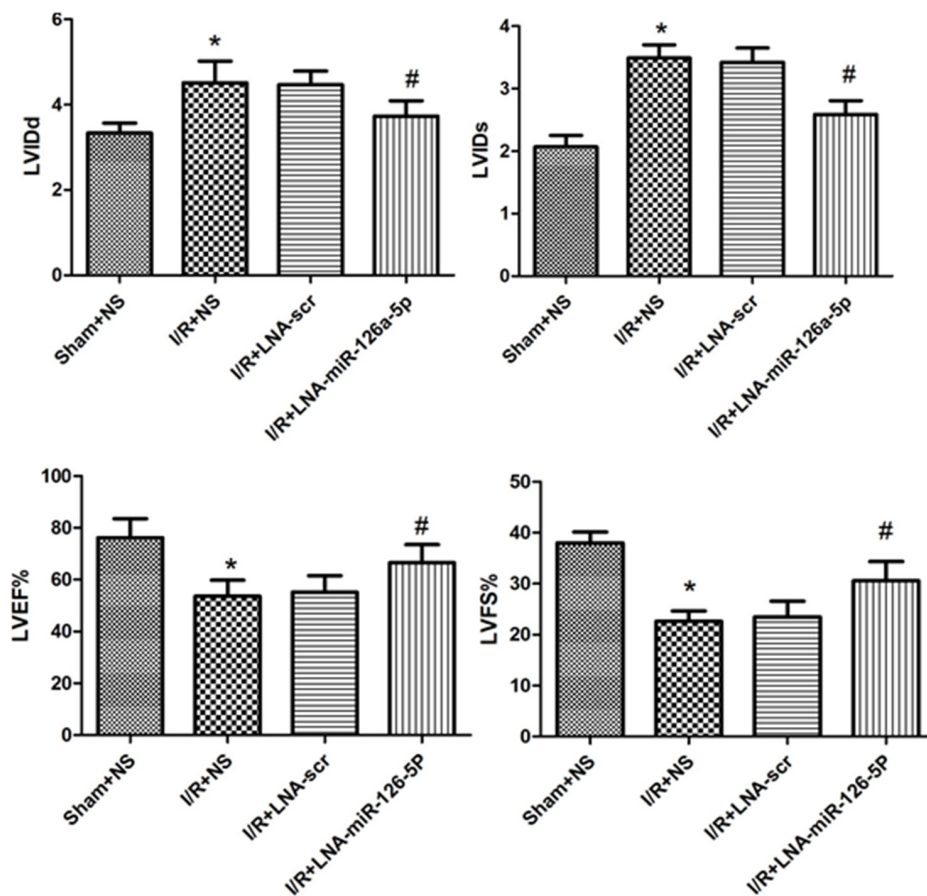 LVIDd
6
4
2
0
*
#
Sham+NS
I/R+NS
I/R+LNA-scr
I/R+LNA-miR-126a-5p
LVIDs
4
3
2
1
0
*
#
Sham+NS
I/R+NS
I/R+LNA-scr
I/R+LNA-miR-126a-5p
LVEF%
100
80
60
40
20
0
*
#
Sham+NS
I/R+NS
I/R+LNA-scr
I/R+LNA-miR-126-5P
LVFS%
50
40
30
20
10
0
*
#
Sham+NS
I/R+NS
I/R+LNA-scr
I/R+LNA-miR-126-5P